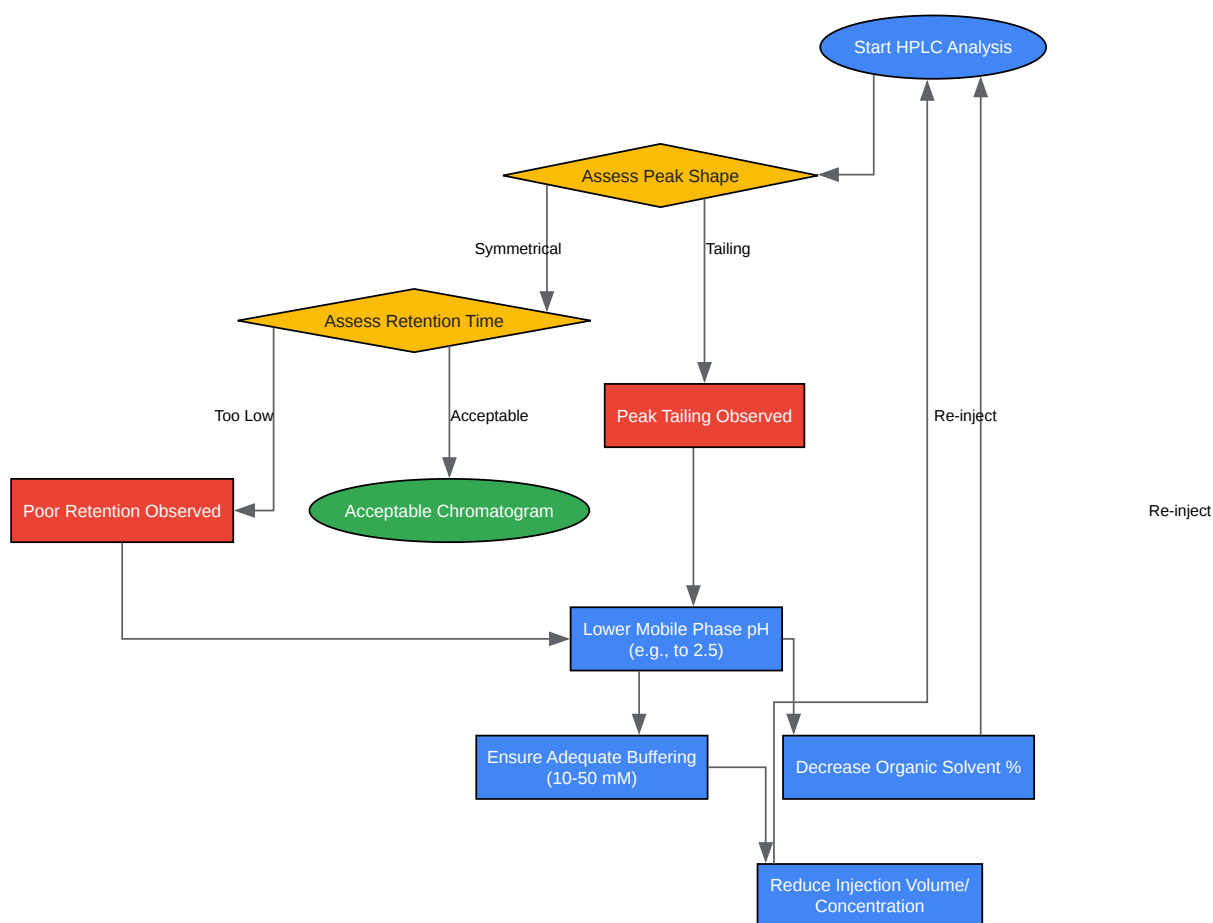 Start HPLC Analysis
Assess Peak Shape
Symmetrical
Tailing
Assess Retention Time
Too Low
Acceptable
Peak Tailing Observed
Re-inject
Poor Retention Observed
Acceptable Chromatogram
Re-inject
Lower Mobile Phase pH
(e.g., to 2.5)
Ensure Adequate Buffering
(10-50 mM)
Decrease Organic Solvent %
Reduce Injection Volume/
Concentration